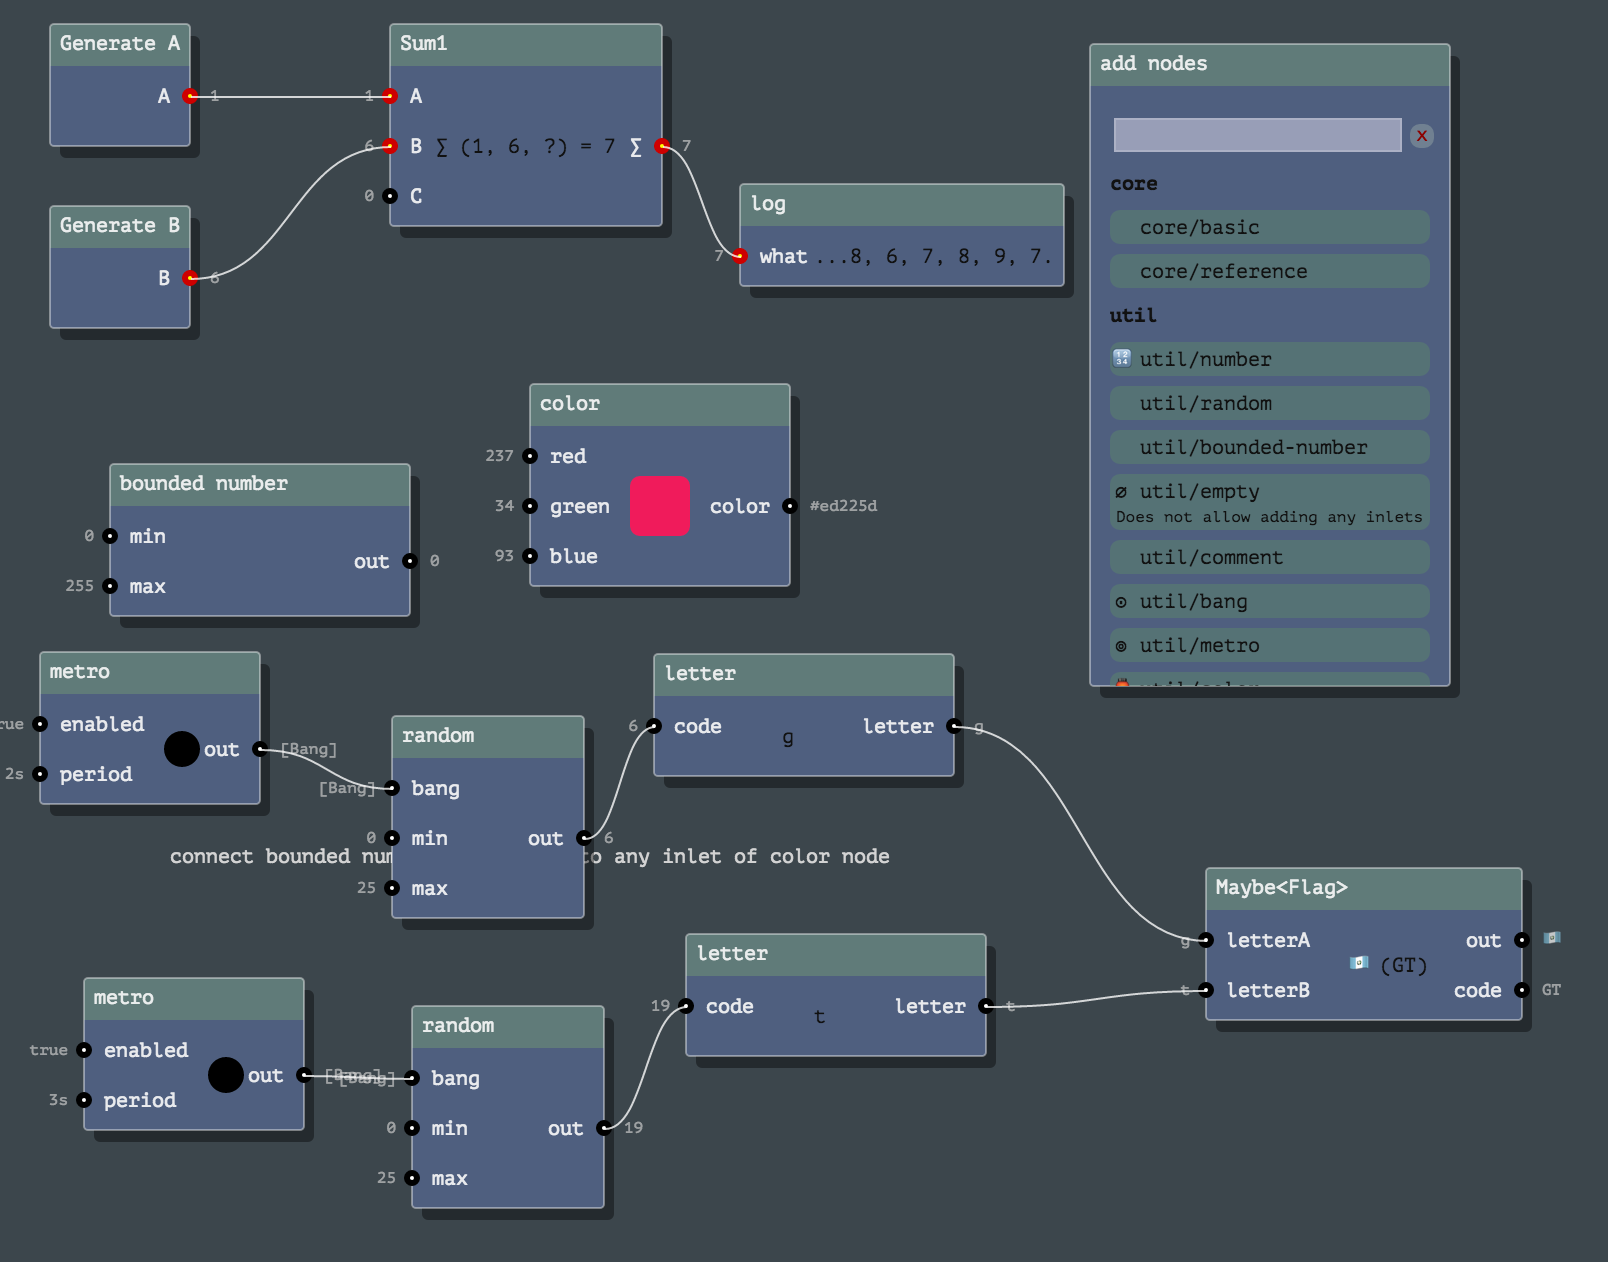 Generate A
A
1
Sum1
1
A
6
B
∑ (1, 6, ?) = 7
∑
7
0
C
Generate B
B
6
log
7
what
...8, 6, 7, 8, 9, 7.
add nodes
X
core
core/basic
core/reference
util
util/number
util/random
util/bounded-number
util/empty
Does not allow adding any inlets
util/comment
util/bang
util/metro
color
237
red
34
green
color
#ed225d
93
blue
bounded number
0
min
out
0
255
max
metro
rue
enabled
out
[Bang]
2s
period
random
[Bang]
bang
0
min
out
6
25
max
connect bounded num
to any inlet of color node
letter
6
code
g
letter
g
metro
true
enabled
out
[Bang]
3s
period
random
[Bang]
bang
0
min
out
19
25
max
letter
19
code
t
letter
t
Maybe<Flag>
g
letterA
out
(GT)
t
letterB
code
GT